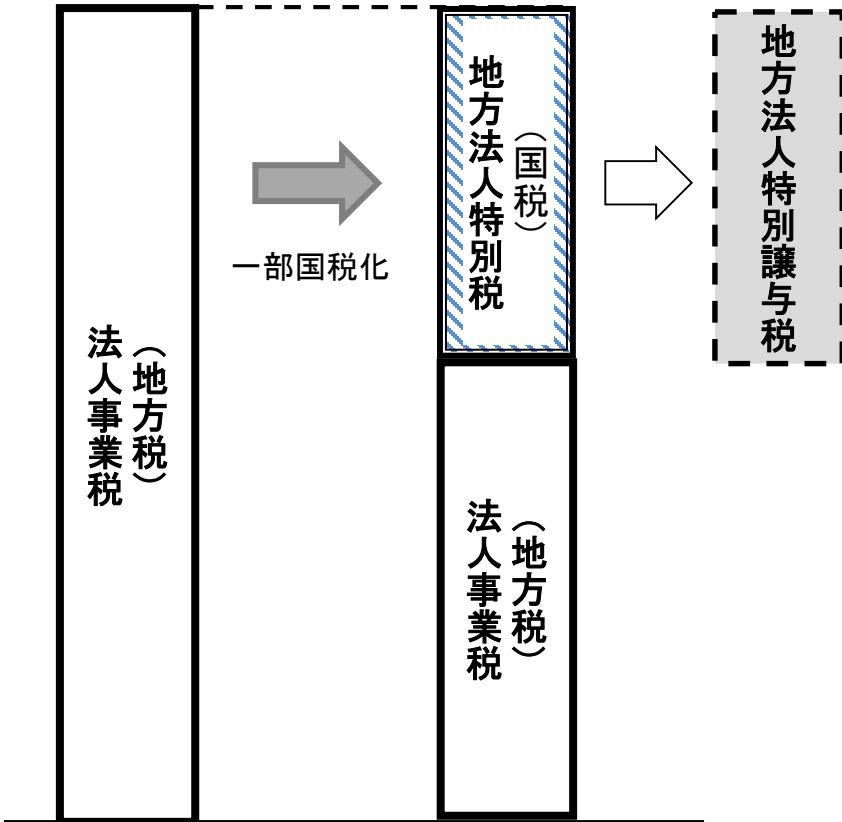 （地方税）
法人事業税
一部国税化
（国税）
地方法人特別税
（地方税）
法人事業税
地方法人特別譲与税